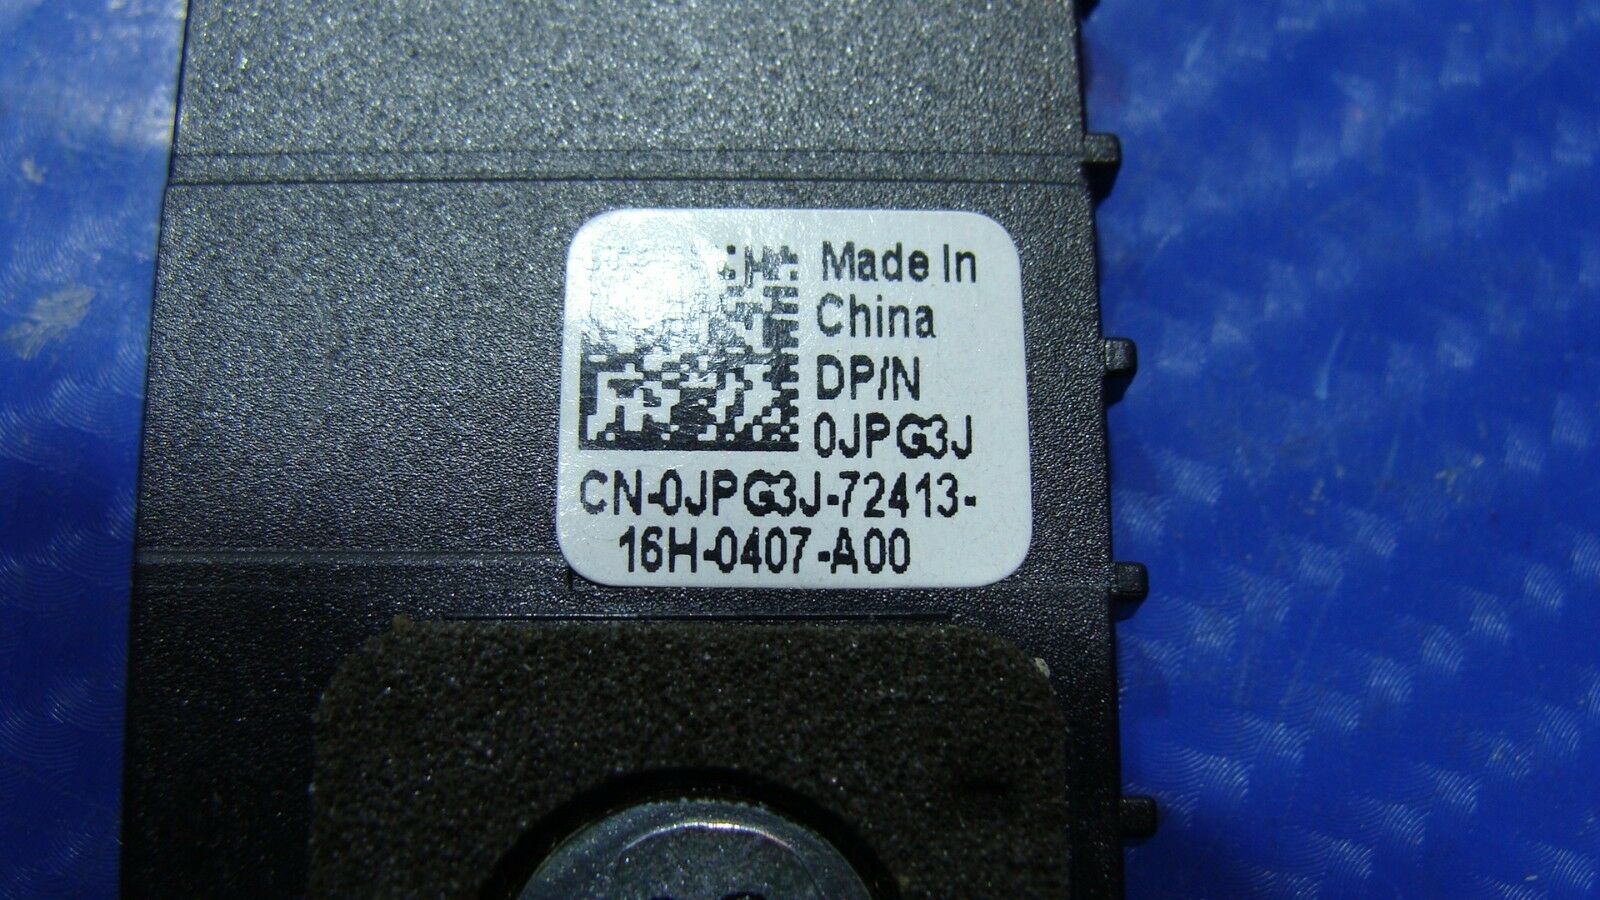 Made In
China
DP/N
0JPG3J
CN-0JPG3J-72413-
16H-0407-A00